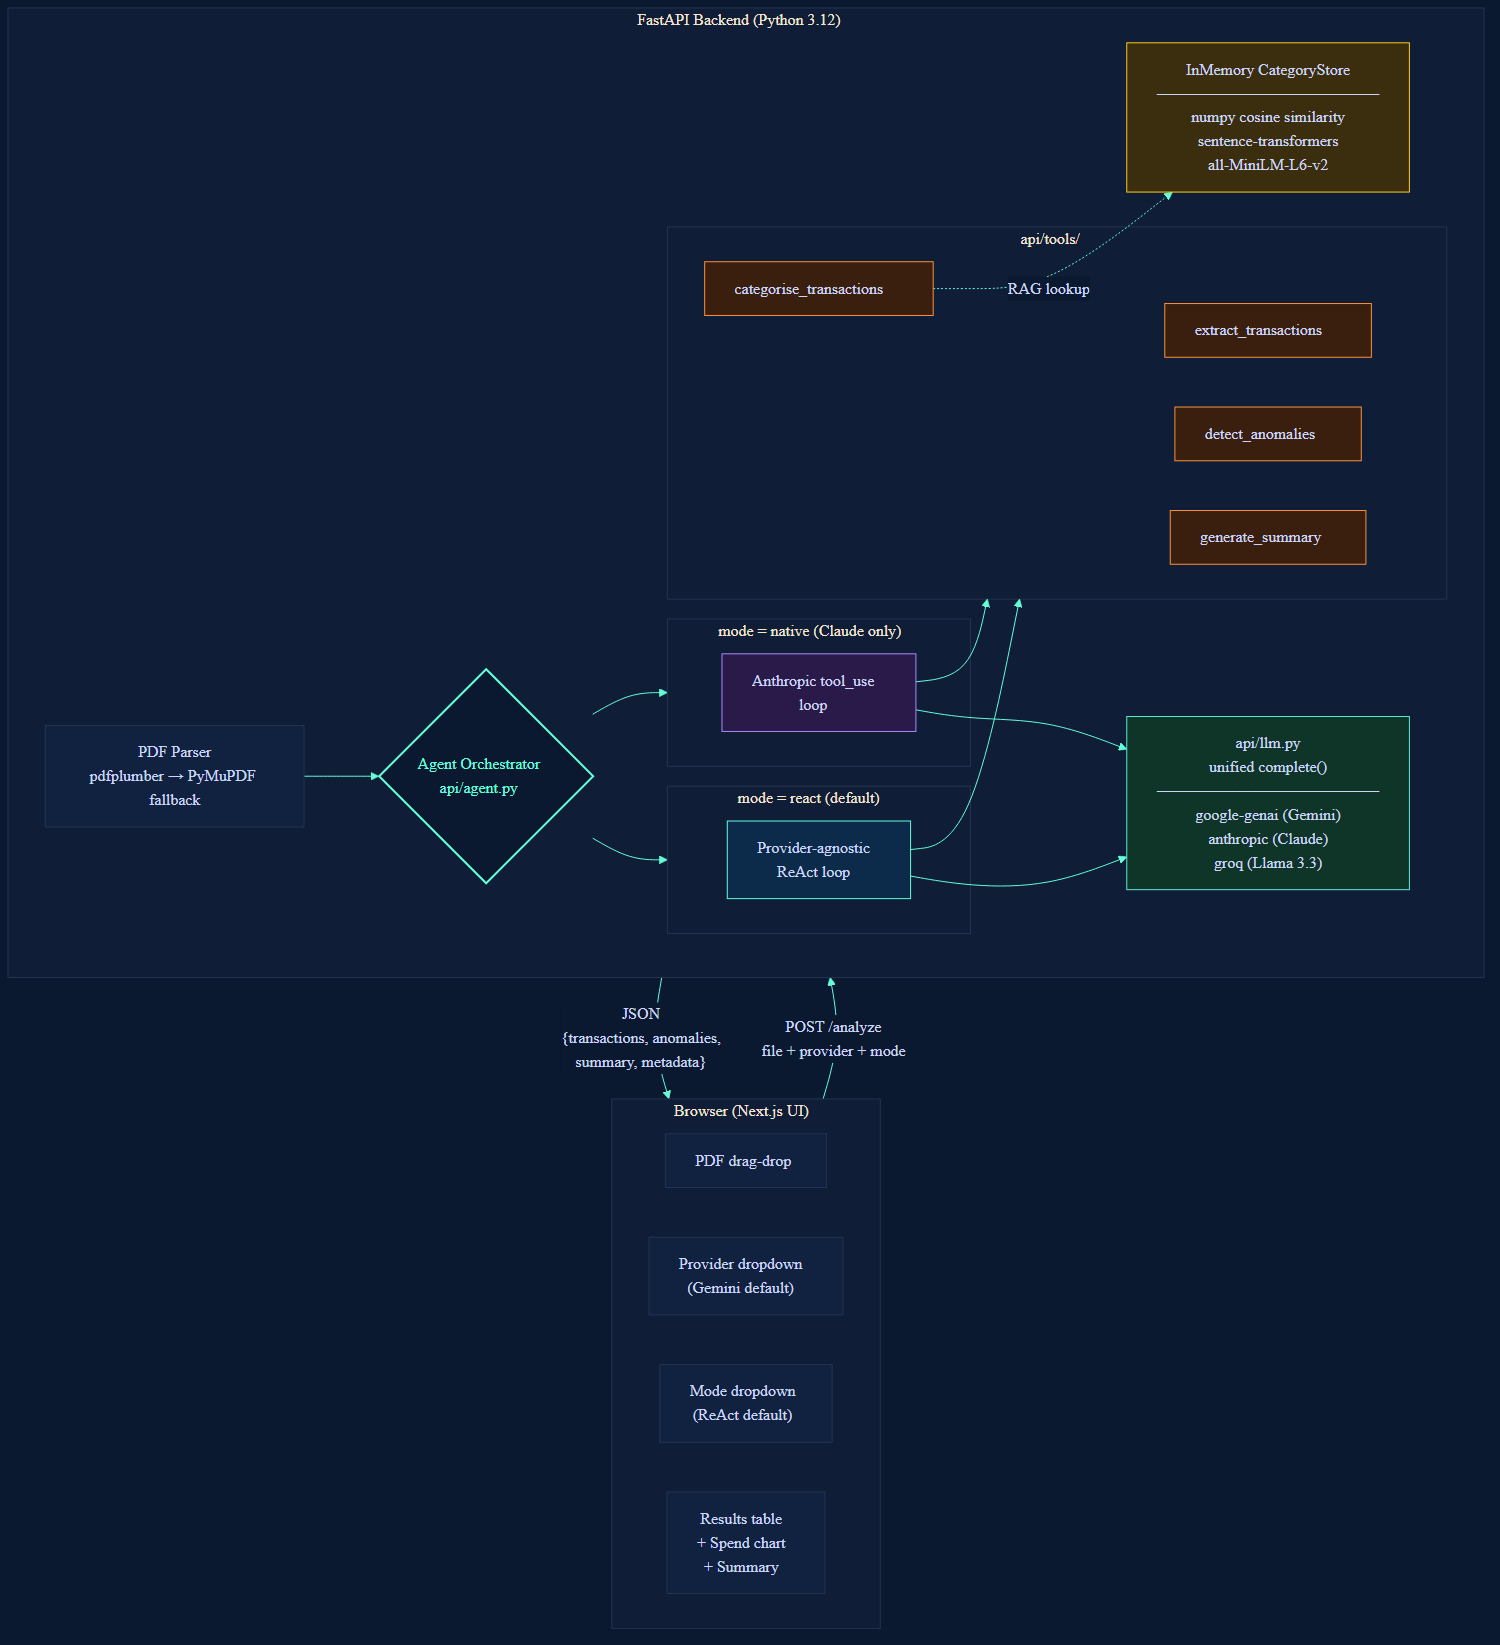 FastAPI Backend (Python 3.12)
InMemory CategoryStore
numpy cosine similarity
sentence-transformers
all-MiniLM-L6-v2
api/tools/
categorise_transactions
RAG lookup
extract_transactions
detect_anomalies
generate_summary
mode = native (Claude only)
Anthropic tool_use
loop
PDF Parser
pdfplumber → PyMuPDF
fallback
Agent Orchestrator
api/agent.py
mode = react (default)
Provider-agnostic
ReAct loop
api/llm.py
unified complete()
google-genai (Gemini)
anthropic (Claude)
groq (Llama 3.3)
JSON
{transactions, anomalies,
summary, metadata}
POST /analyze
file + provider + mode
Browser (Next.js UI)
PDF drag-drop
Provider dropdown
(Gemini default)
Mode dropdown
(ReAct default)
Results table
+ Spend chart
+ Summary